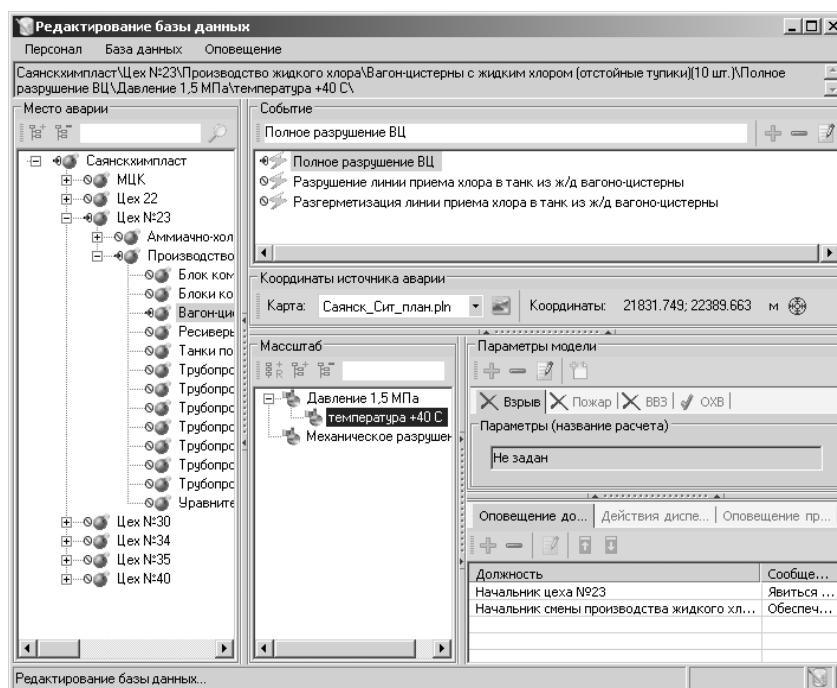 Редактирование базы данных
Персонал База данных Оповещение
Саянскхимпласт\Цех №23\Производство жидкого хлора\Вагон-цистерны с жидким хлором (отстойные тупики)(10 шт.)\Полное
разрушение ВЦ\Давление 1,5 МПа\температура +40 С\
Место аварии
Саянскхимпласт
МЦК
Цех 22
Цех №23
Аммиачно-хол
Производство
Блок ком
Блоки ко
Вагон-ци
Ресиверь
Танки по
Трубопро
Трубопрс
Трубопрс
Трубопрс
Трубопро
Трубопрс
Трубопро
Уравните
Цех №30
Цех №34
Цех №35
Цех №40
Событие
Полное разрушение ВЦ
Полное разрушение ВЦ
Разрушение линии приема хлора в танк из ж/д вагоно-цистерны
Разгерметизация линии приема хлора в танк из ж/д вагоно-цистерны
Координаты источника аварии
Карта: Саянск_Сит_план.pln Координаты: 21831.749; 22389.663 м
Масштаб
Давление 1,5 МПа
температура +40 С
Механическое разрушен
Параметры модели
Взрыв Пожар ВВЗ ОХВ
Параметры (название расчета)
Не задан
Оповещение до... Действия диспе... Оповещение пр...
Должность Сообще...
Начальник цеха №23 Явиться ...
Начальник смены производства жидкого хл... Обеспеч...
Редактирование базы данных...